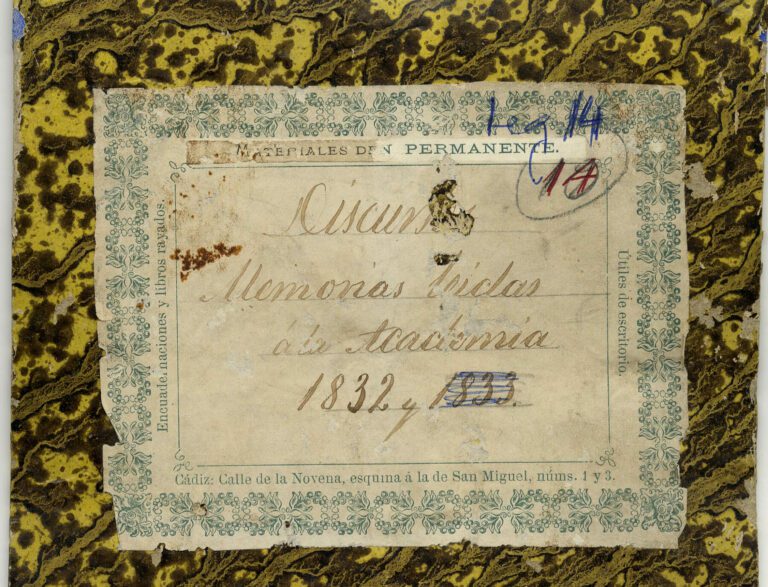 Leg 14
14
MATERIALES DE N PERMANENTE.
Discursos
Memorias leidas
á la Academia
1832 y 1833.
Encuadernaciones y libros rayados.
Útiles de escritorio.
Cádiz: Calle de la Novena, esquina á la de San Miguel, núms. 1 y 3.